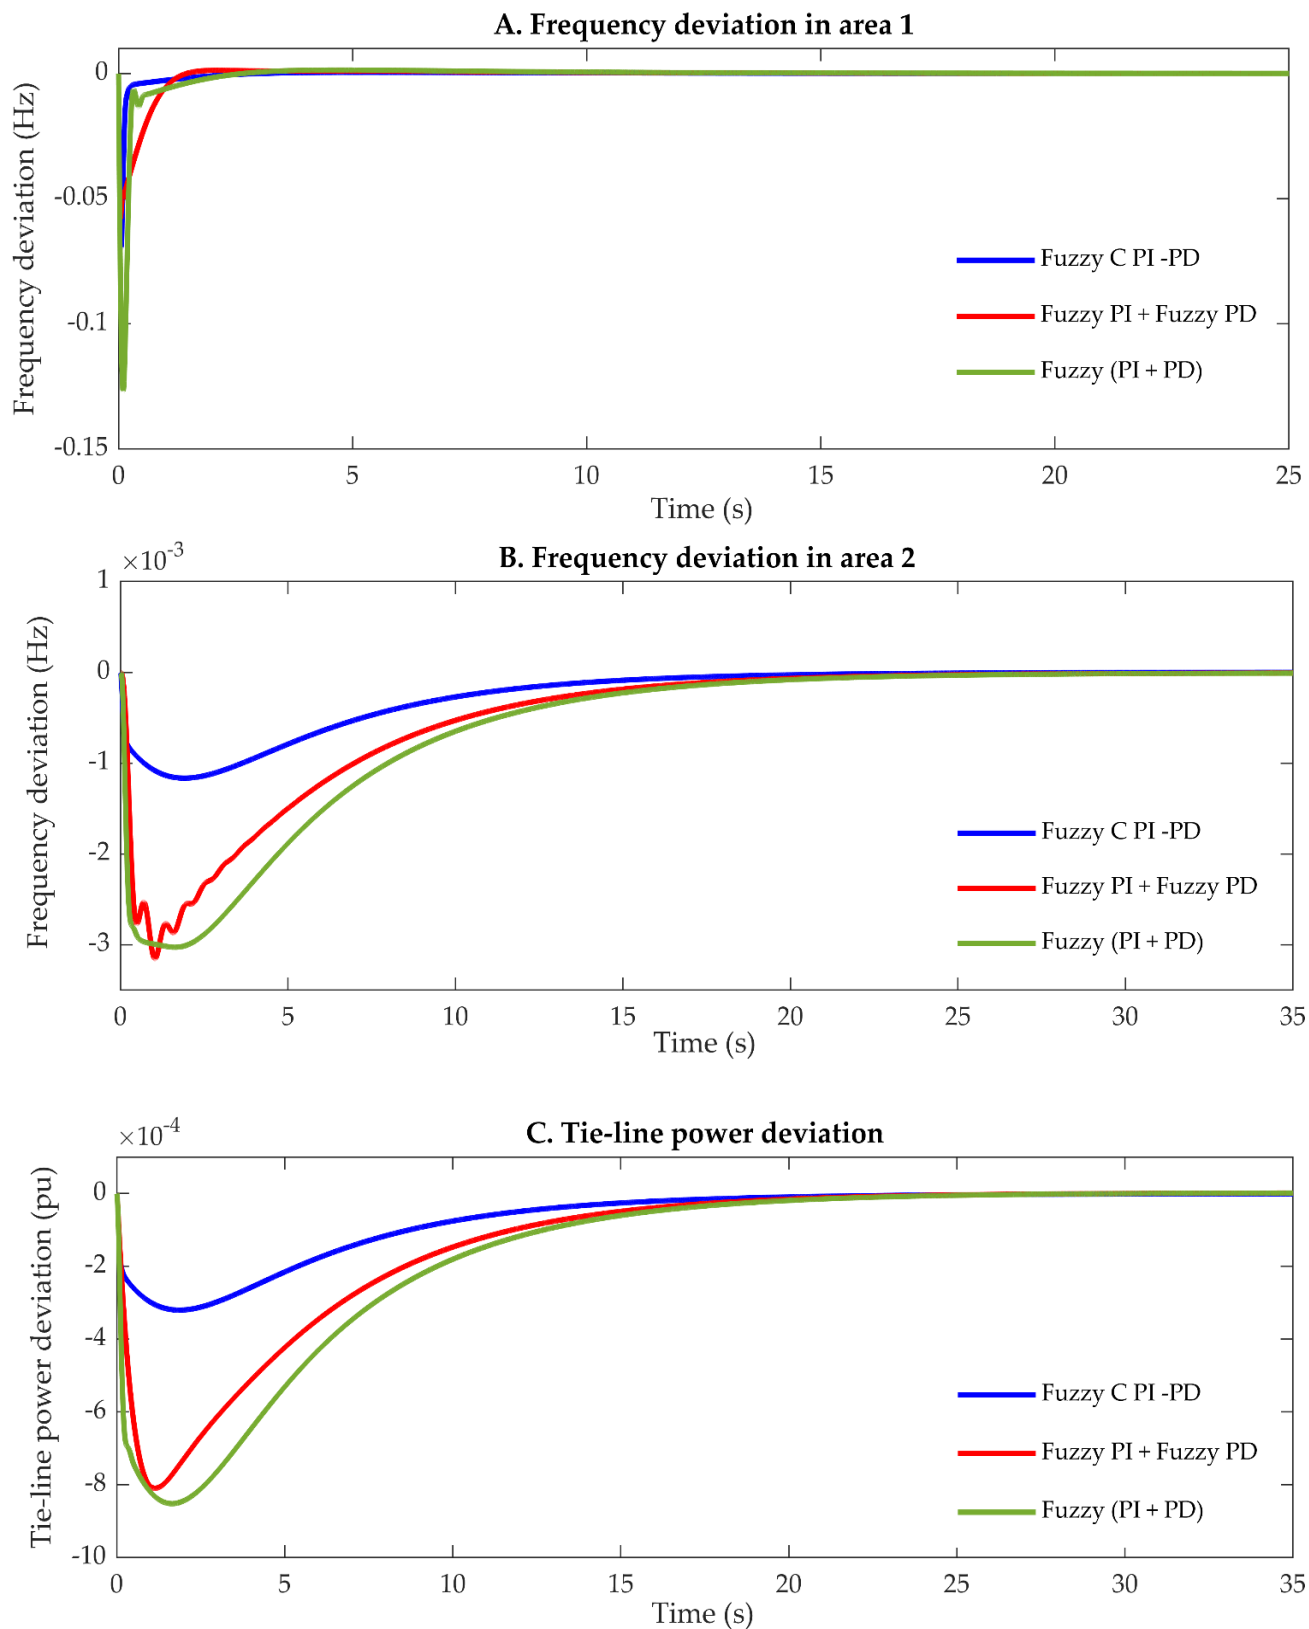 A. Frequency deviation in area 1
Frequency deviation (Hz)
0
-0.05
-0.1
-0.15
Fuzzy C PI -PD
Fuzzy PI + Fuzzy PD
Fuzzy (PI + PD)
0 5 10 15 20 25
Time (s)
×10-3
B. Frequency deviation in area 2
Frequency deviation (Hz)
1
0
-1
-2
-3
Fuzzy C PI -PD
Fuzzy PI + Fuzzy PD
Fuzzy (PI + PD)
0 5 10 15 20 25 30 35
Time (s)
×10-4
C. Tie-line power deviation
Tie-line power deviation (pu)
0
-2
-4
-6
-8
-10
Fuzzy C PI -PD
Fuzzy PI + Fuzzy PD
Fuzzy (PI + PD)
0 5 10 15 20 25 30 35
Time (s)